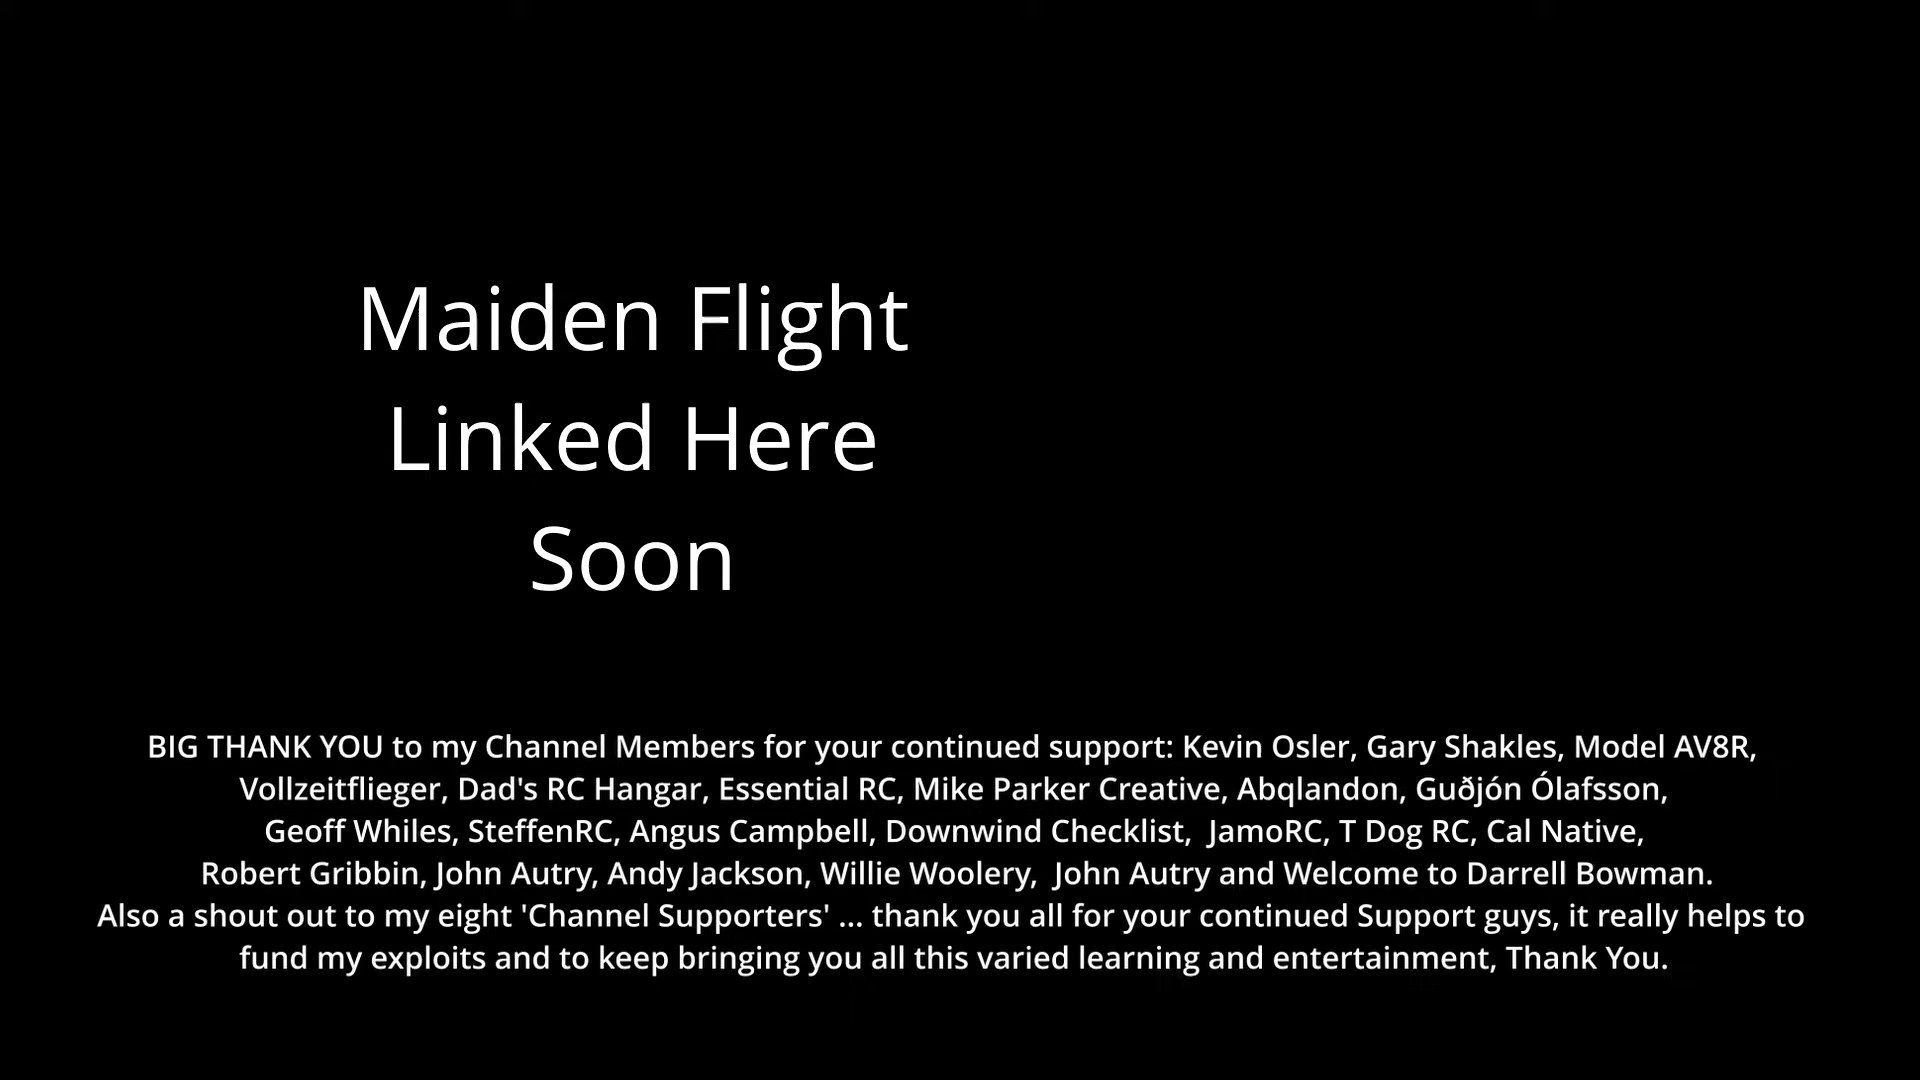 Maiden Flight
Linked Here
Soon
BIG THANK YOU to my Channel Members for your continued support: Kevin Osler, Gary Shakles, Model AV8R,
Vollzeitflieger, Dad's RC Hangar, Essential RC, Mike Parker Creative, Abqlandon, Guðjón Ólafsson,
Geoff Whiles, SteffenRC, Angus Campbell, Downwind Checklist,  JamoRC, T Dog RC, Cal Native,
Robert Gribbin, John Autry, Andy Jackson, Willie Woolery,  John Autry and Welcome to Darrell Bowman.
Also a shout out to my eight 'Channel Supporters' ... thank you all for your continued Support guys, it really helps to
fund my exploits and to keep bringing you all this varied learning and entertainment, Thank You.